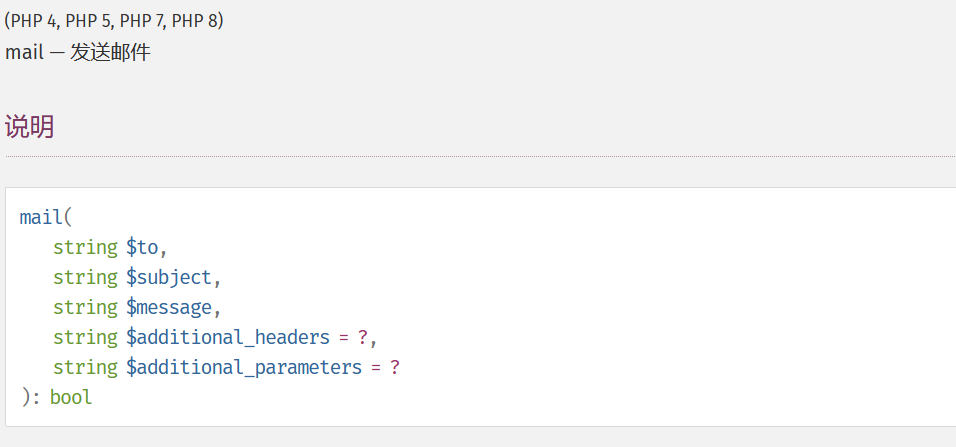 (PHP 4, PHP 5, PHP 7, PHP 8)
mail — 发送邮件
说明
mail(
string $to,
string $subject,
string $message,
string $additional_headers = ?,
string $additional_parameters = ?
): bool